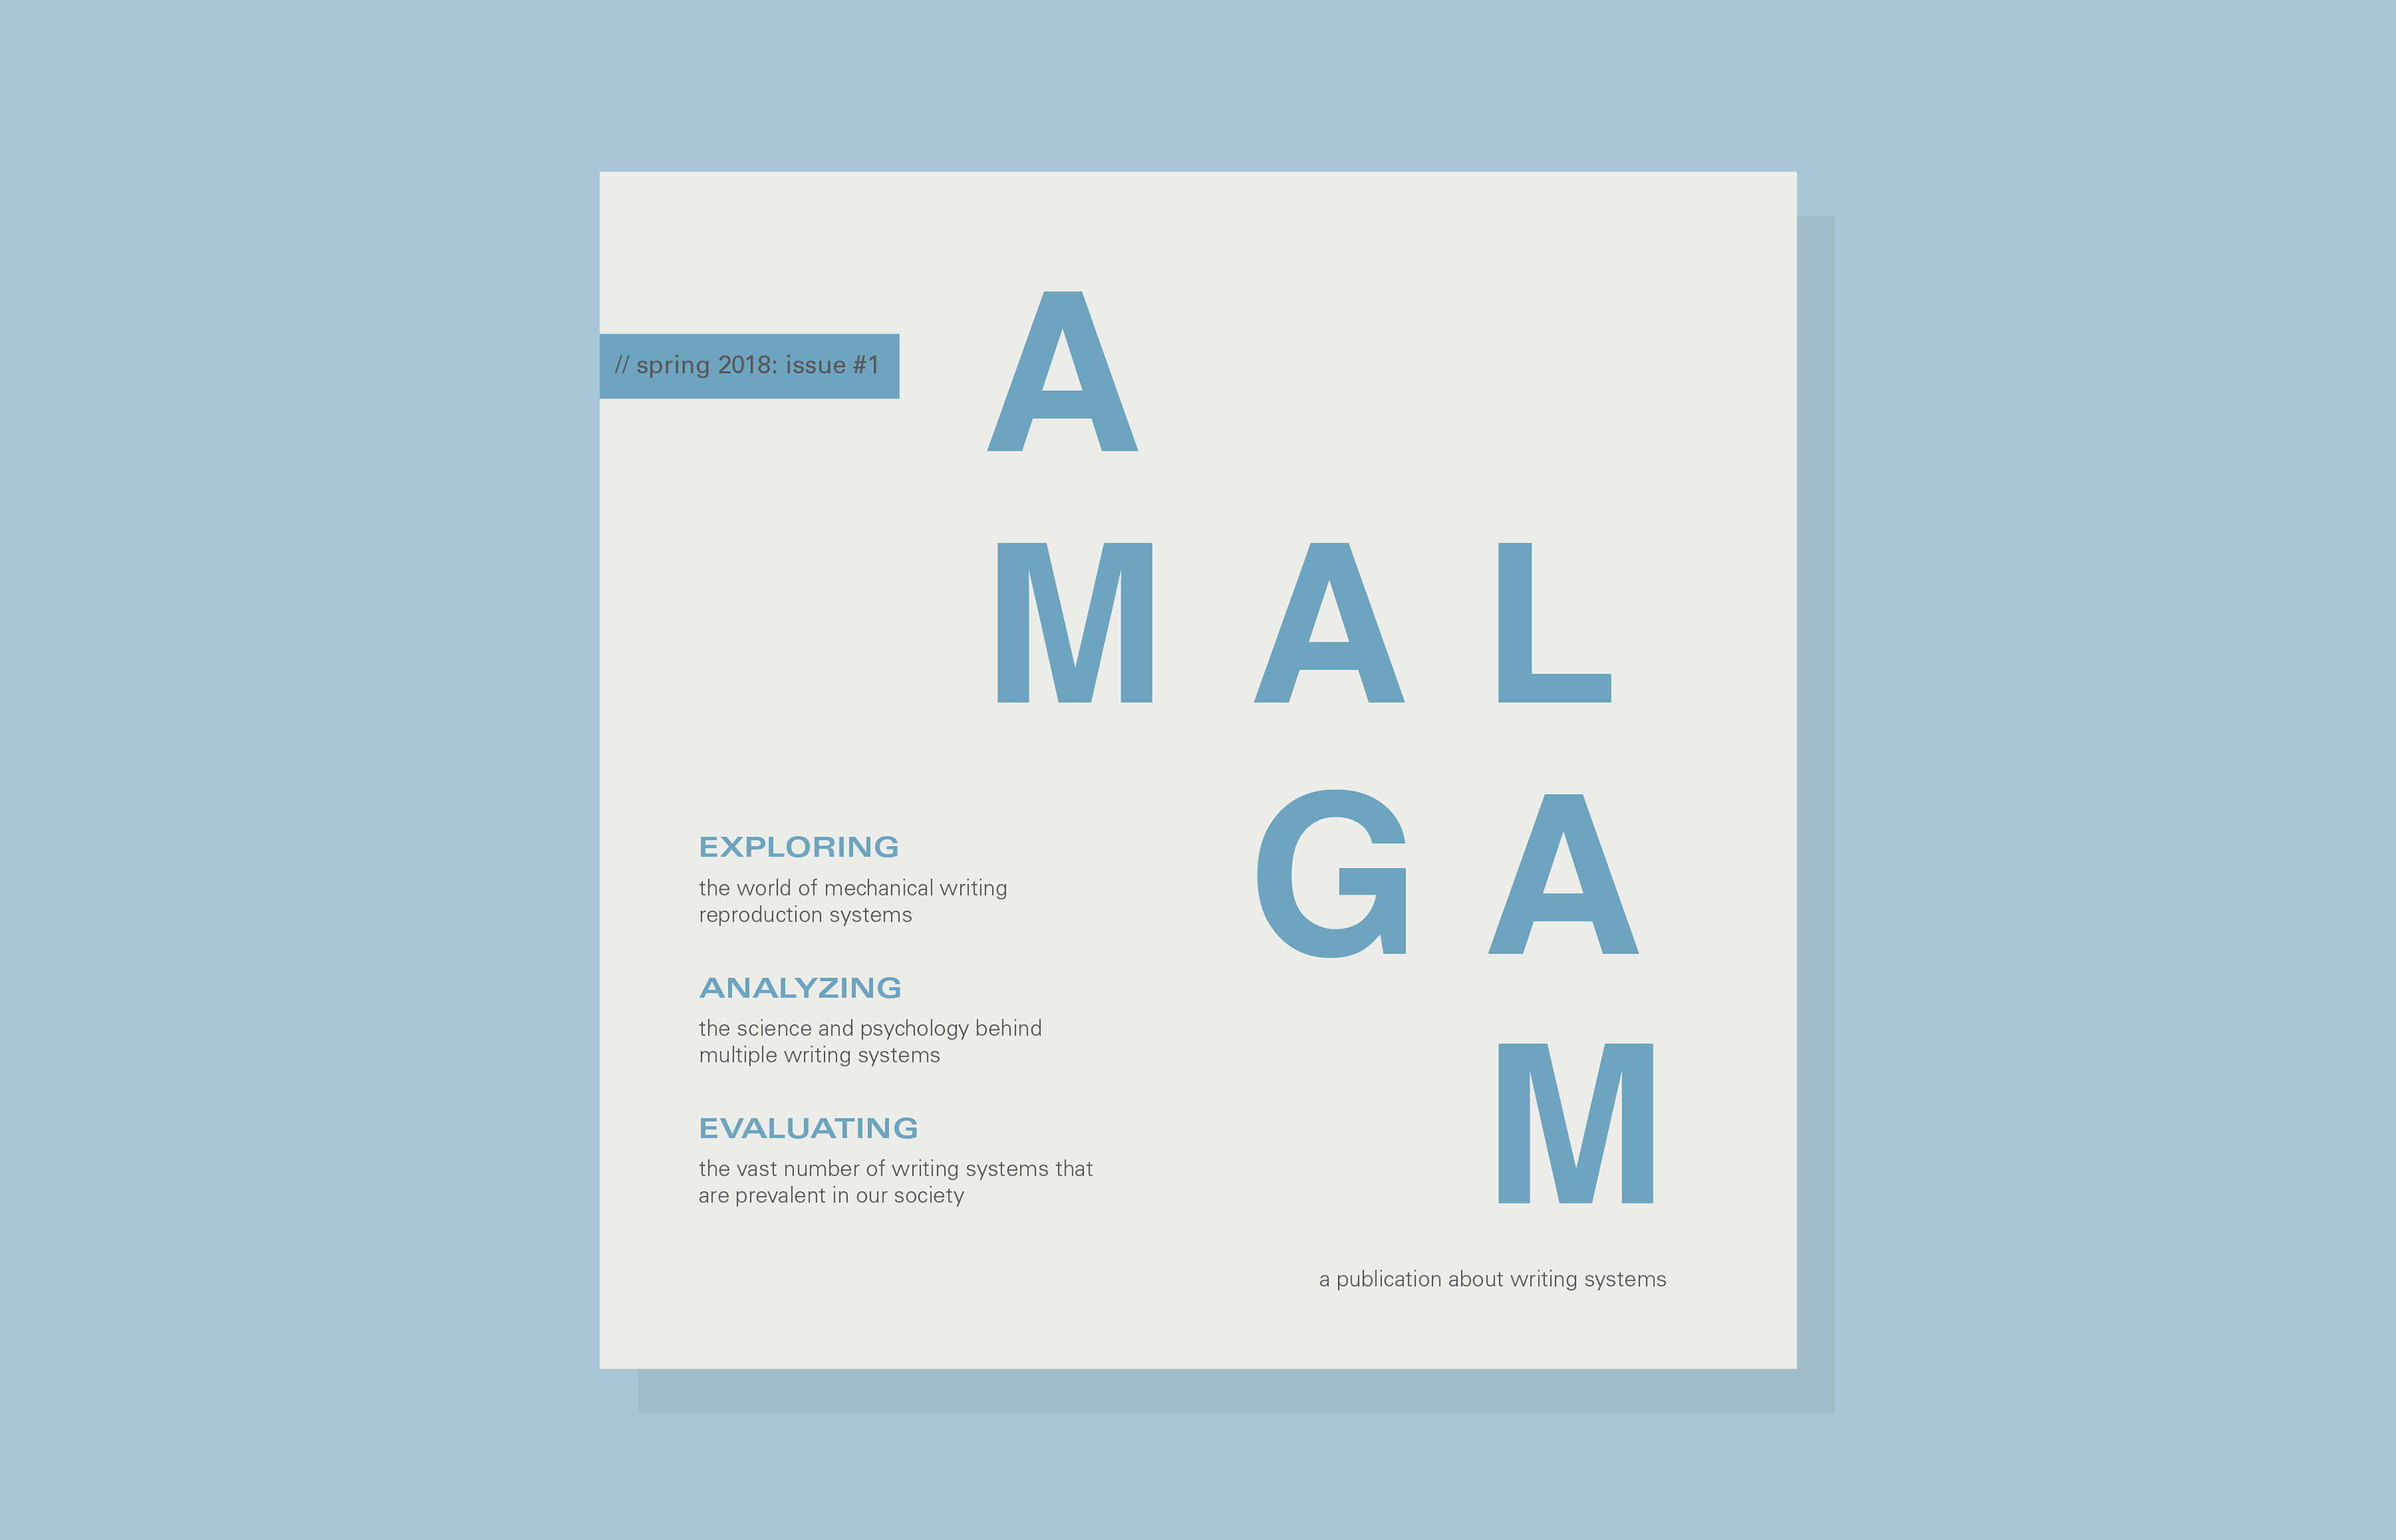 // spring 2018: issue #1
A
M A L
G A
M
EXPLORING
the world of mechanical writing
reproduction systems
ANALYZING
the science and psychology behind
multiple writing systems
EVALUATING
the vast number of writing systems that
are prevalent in our society
a publication about writing systems